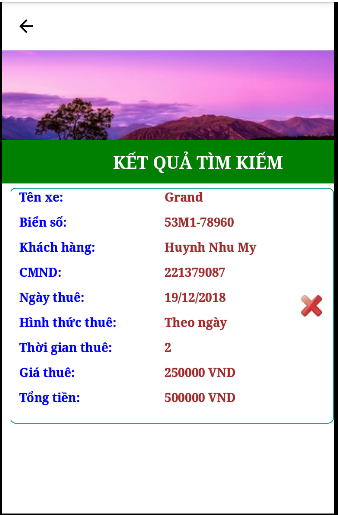 KẾT QUẢ TÌM KIẾM
Tên xe: Grand
Biển số: 53M1-78960
Khách hàng: Huynh Nhu My
CMND: 221379087
Ngày thuê: 19/12/2018
Hình thức thuê: Theo ngày
Thời gian thuê: 2
Giá thuê: 250000 VND
Tổng tiền: 500000 VND